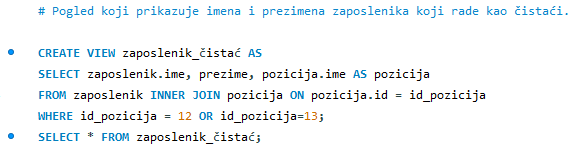 # Pogled koji prikazuje imena i prezimena zaposlenika koji rade kao čistaći.
CREATE VIEW zaposlenik_čistać AS
SELECT zaposlenik.ime, prezime, pozicija.ime AS pozicija
FROM zaposlenik INNER JOIN pozicija ON pozicija.id = id_pozicija
WHERE id_pozicija = 12 OR id_pozicija=13;
SELECT * FROM zaposlenik_čistać;